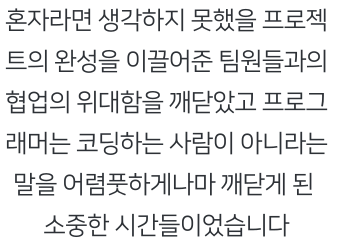 혼자라면 생각하지 못했을 프로젝
트의 완성을 이끌어준 팀원들과의
협업의 위대함을 깨닫았고 프로그
래머는 코딩하는 사람이 아니라는
말을 어렴풋하게나마 깨닫게 된
소중한 시간들이었습니다